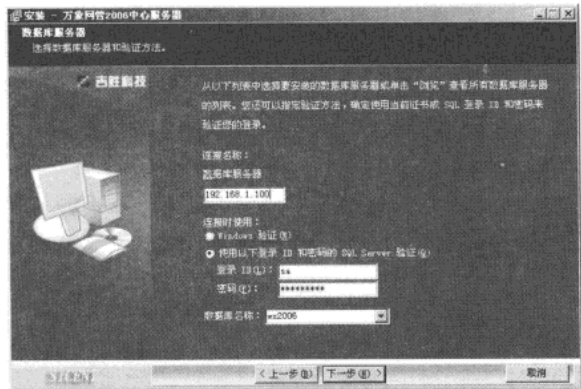 安装 - 万象网管2006中心服务器
数据库服务器
选择数据库服务器和验证方法。
吉胜科技
从以下列表中选择要安装的数据库服务器或单击“浏览”查看所有数据库服务器
的列表。您还可以指定验证方法，确定使用当前证书或 SQL 登录 ID 和密码来
验证您的登录。
连接名称：
数据库服务器
192.168.1.100
连接时使用：
Windows 验证(N)
使用以下登录 ID 和密码的 SQL Server 验证(Q)
登录 ID(L): sa
密码(P): *********
数据库名称: wx2006
<上一步(B) 下一步(N)> 取消